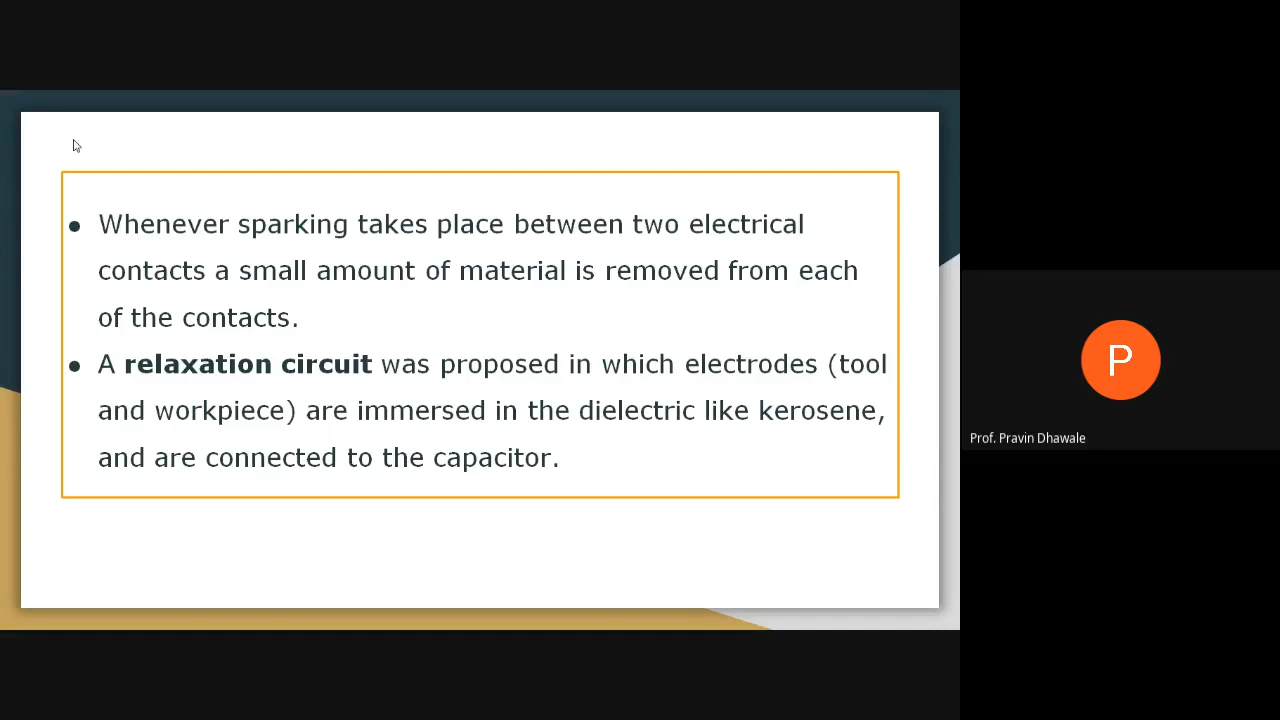 ● Whenever sparking takes place between two electrical
contacts a small amount of material is removed from each
of the contacts.
● A relaxation circuit was proposed in which electrodes (tool
and workpiece) are immersed in the dielectric like kerosene,
and are connected to the capacitor.
P
Prof. Pravin Dhawale